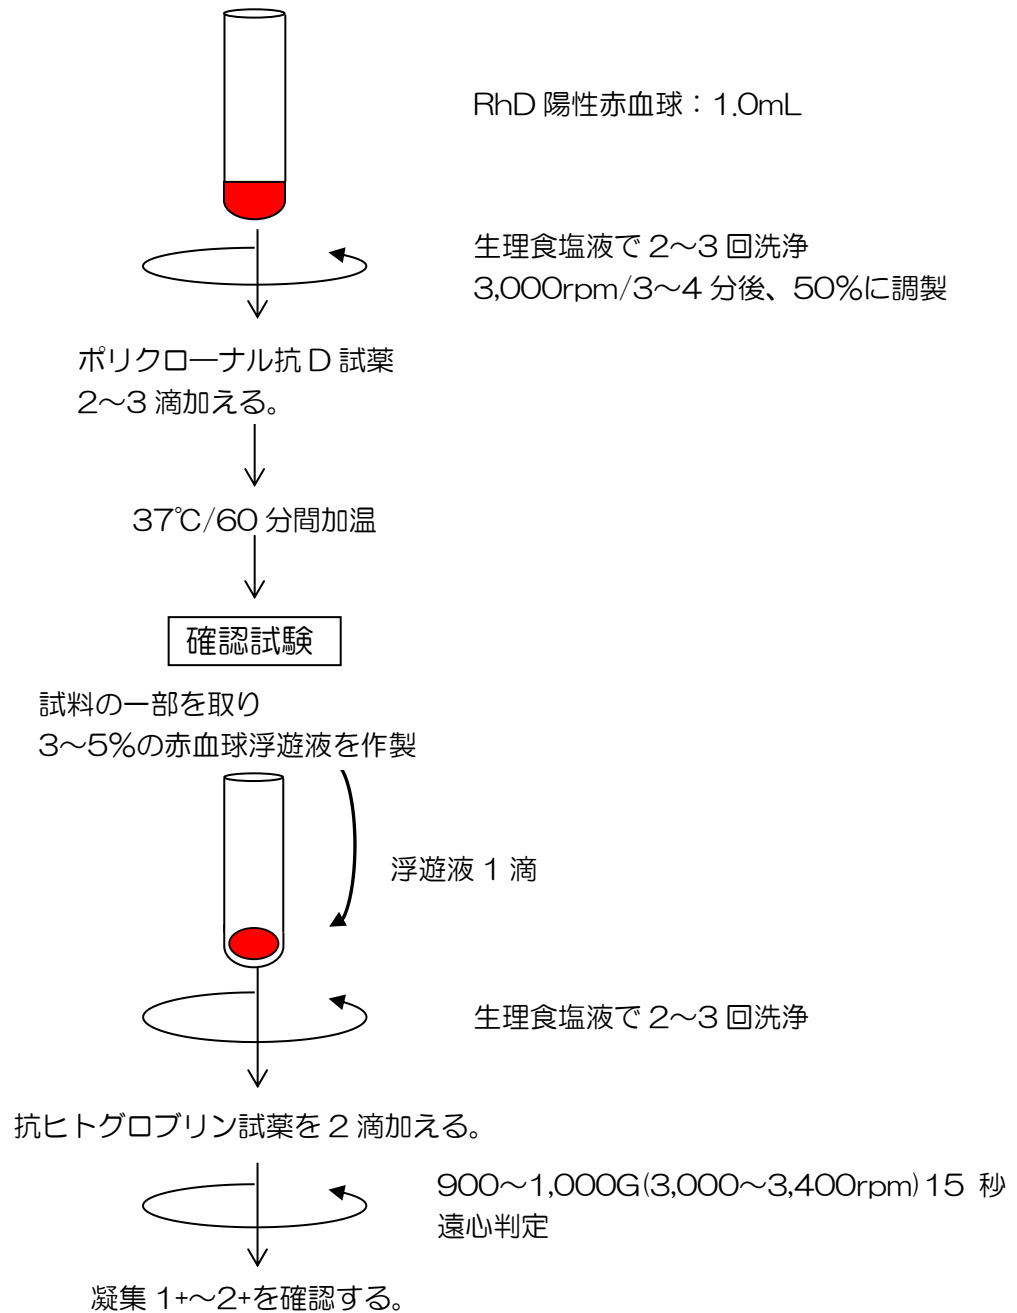 RhD 陽性赤血球：1.0mL
生理食塩液で 2～3 回洗浄
3,000rpm/3～4 分後、50%に調製
ポリクローナル抗 D 試薬
2～3 滴加える。
37℃/60 分間加温
確認試験
試料の一部を取り
3～5%の赤血球浮遊液を作製
浮遊液 1 滴
生理食塩液で 2～3 回洗浄
抗ヒトグロブリン試薬を 2 滴加える。
900～1,000G(3,000～3,400rpm) 15 秒
遠心判定
凝集 1+～2+を確認する。